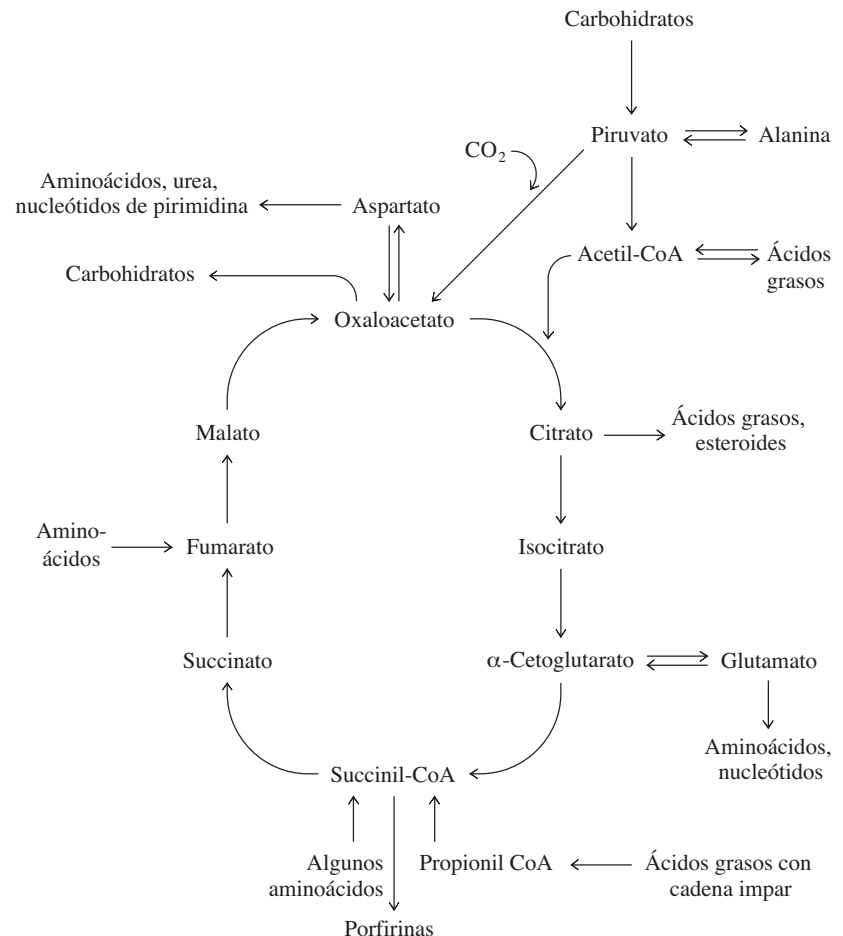 Carbohidratos
Piruvato
Alanina
CO₂
Aminoácidos, urea,
nucleótidos de pirimidina
Aspartato
Acetil-CoA
Ácidos
grasos
Carbohidratos
Oxaloacetato
Malato
Citrato
Ácidos grasos,
esteroides
Amino-
ácidos
Fumarato
Isocitrato
Succinato
α-Cetoglutarato
Glutamato
Aminoácidos,
nucleótidos
Succinil-CoA
Algunos
aminoácidos
Propionil CoA
Ácidos grasos con
cadena impar
Porfirinas